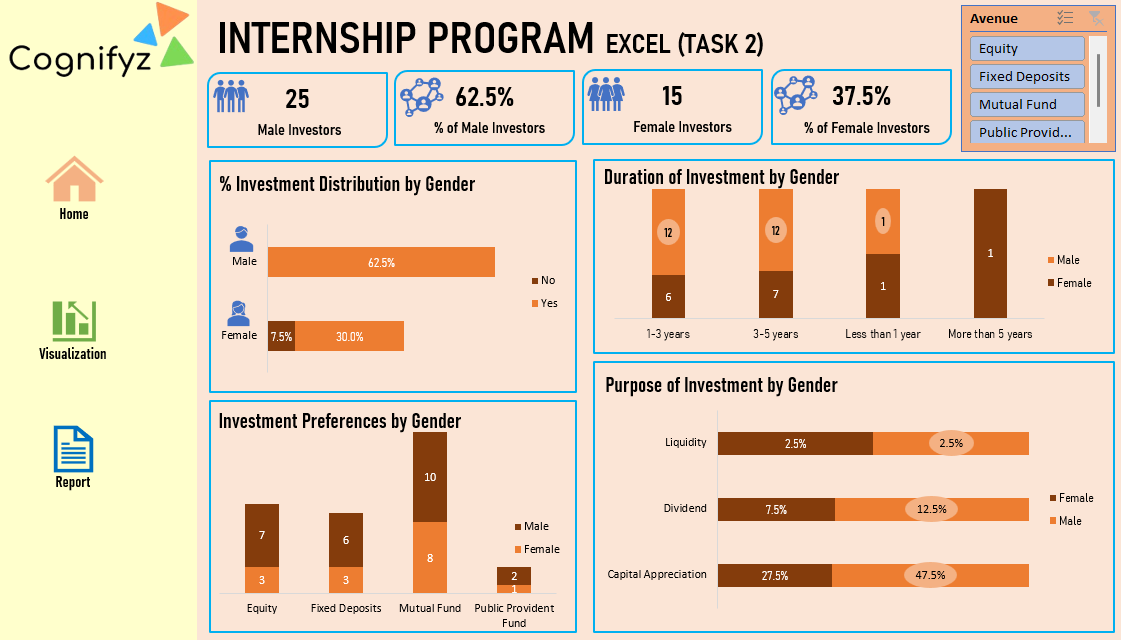 Cognifyz
INTERNSHIP PROGRAM EXCEL (TASK 2)
Avenue
Equity
Fixed Deposits
Mutual Fund
Public Provid...
25
Male Investors
62.5%
% of Male Investors
15
Female Investors
37.5%
% of Female Investors
Home
Visualization
Report
% Investment Distribution by Gender
Male
62.5%
Female
7.5%
30.0%
No
Yes
Duration of Investment by Gender
12
12
1
6
7
1
1
1-3 years
3-5 years
Less than 1 year
More than 5 years
Male
Female
Investment Preferences by Gender
7
6
10
2
3
3
8
1
Equity
Fixed Deposits
Mutual Fund
Public Provident
Fund
Male
Female
Purpose of Investment by Gender
Liquidity
2.5%
2.5%
Dividend
7.5%
12.5%
Capital Appreciation
27.5%
47.5%
Female
Male